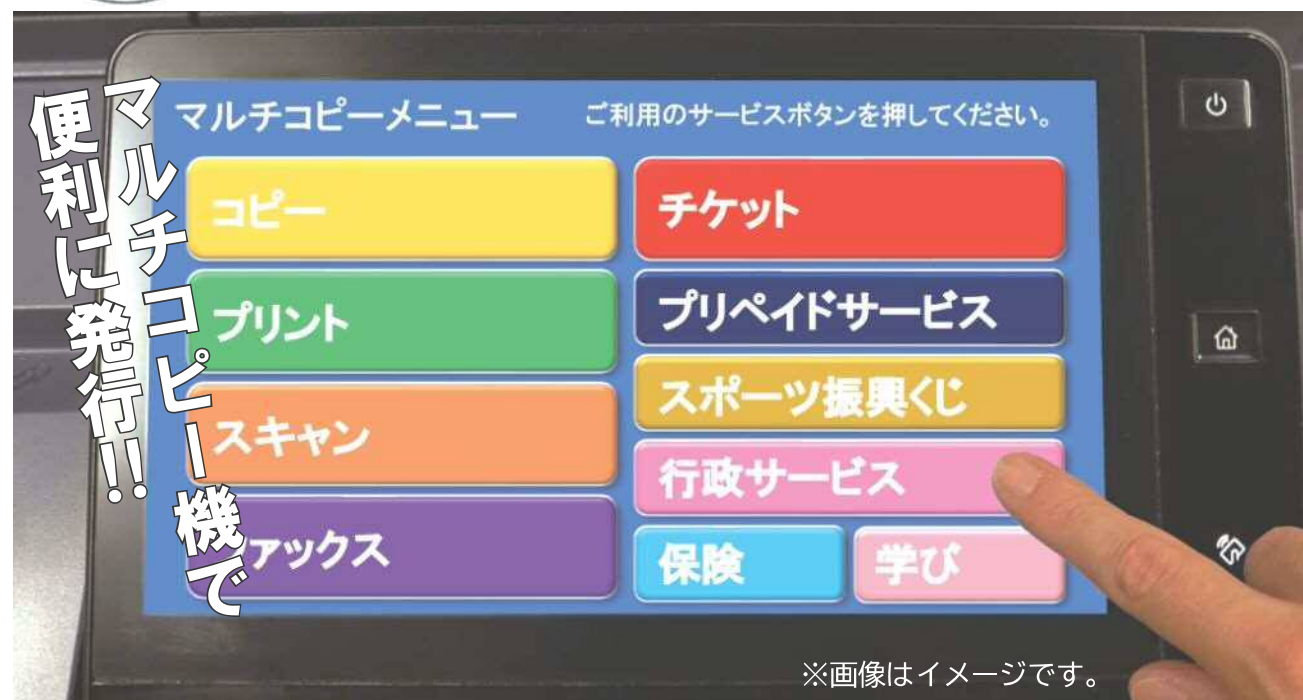 マルチコピー機で
便利に発行!!
マルチコピーメニュー
ご利用のサービスボタンを押してください。
コピー
チケット
プリント
プリペイドサービス
スポーツ振興くじ
スキャン
行政サービス
ファックス
保険
学び
※画像はイメージです。